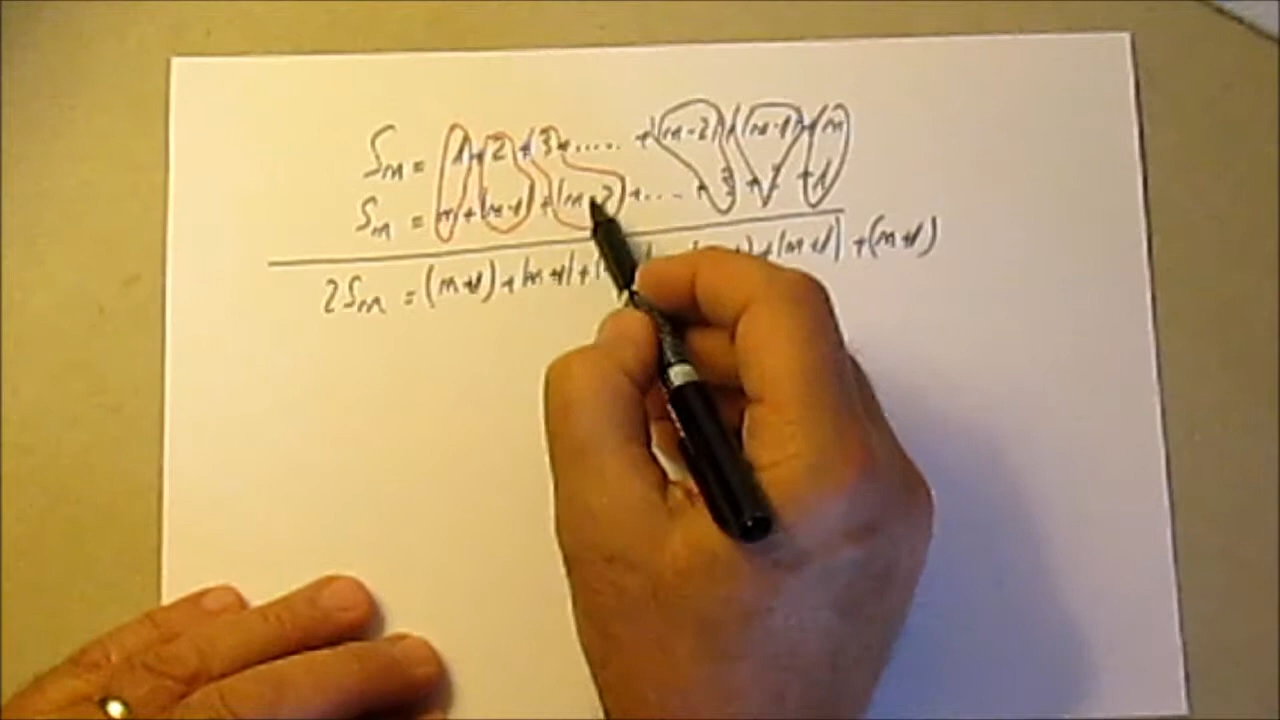 Sn = 1 + 2 + 3 + ..... + (n-2) + (n-1) + n
Sn = n + (n-1) + (n-2) + .... + 3 + 2 + 1
2Sn = (n+1) + (n+1) + + (n+1) + (n+1)